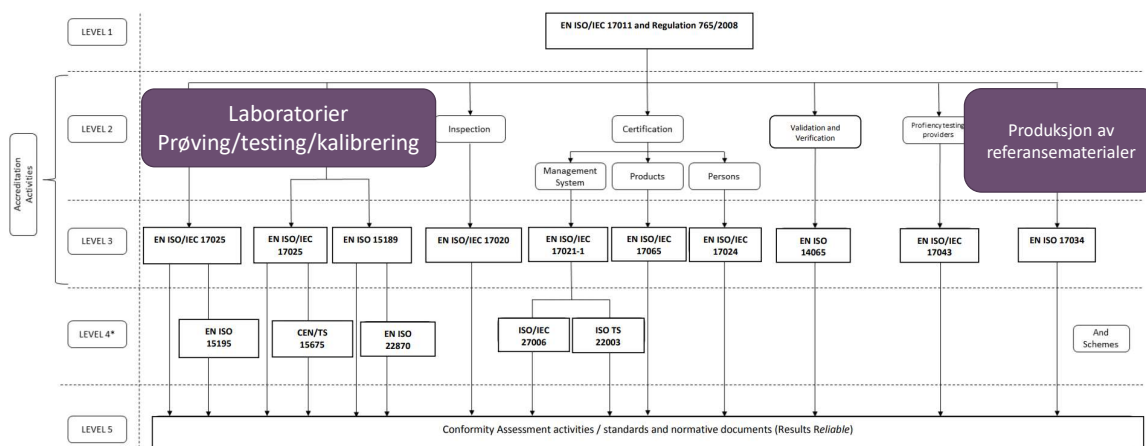 LEVEL 1
EN ISO/IEC 17011 and Regulation 765/2008
Accreditation
Activities
LEVEL 2
Laboratorier
Prøving/testing/kalibrering
Inspection
Certification
Validation and
Verification
Profiency testing
providers
Produksjon av
referansematerialer
Management
System
Products
Persons
LEVEL 3
EN ISO/IEC 17025
EN ISO/IEC
17025
EN ISO 15189
EN ISO/IEC 17020
EN ISO/IEC
17021-1
EN ISO/IEC
17065
EN ISO/IEC
17024
EN ISO
14065
EN ISO/IEC
17043
EN ISO 17034
LEVEL 4*
EN ISO
15195
CEN/TS
15675
EN ISO
22870
ISO/IEC
27006
ISO TS
22003
And
Schemes
LEVEL 5
Conformity Assessment activities / standards and normative documents (Results Reliable)